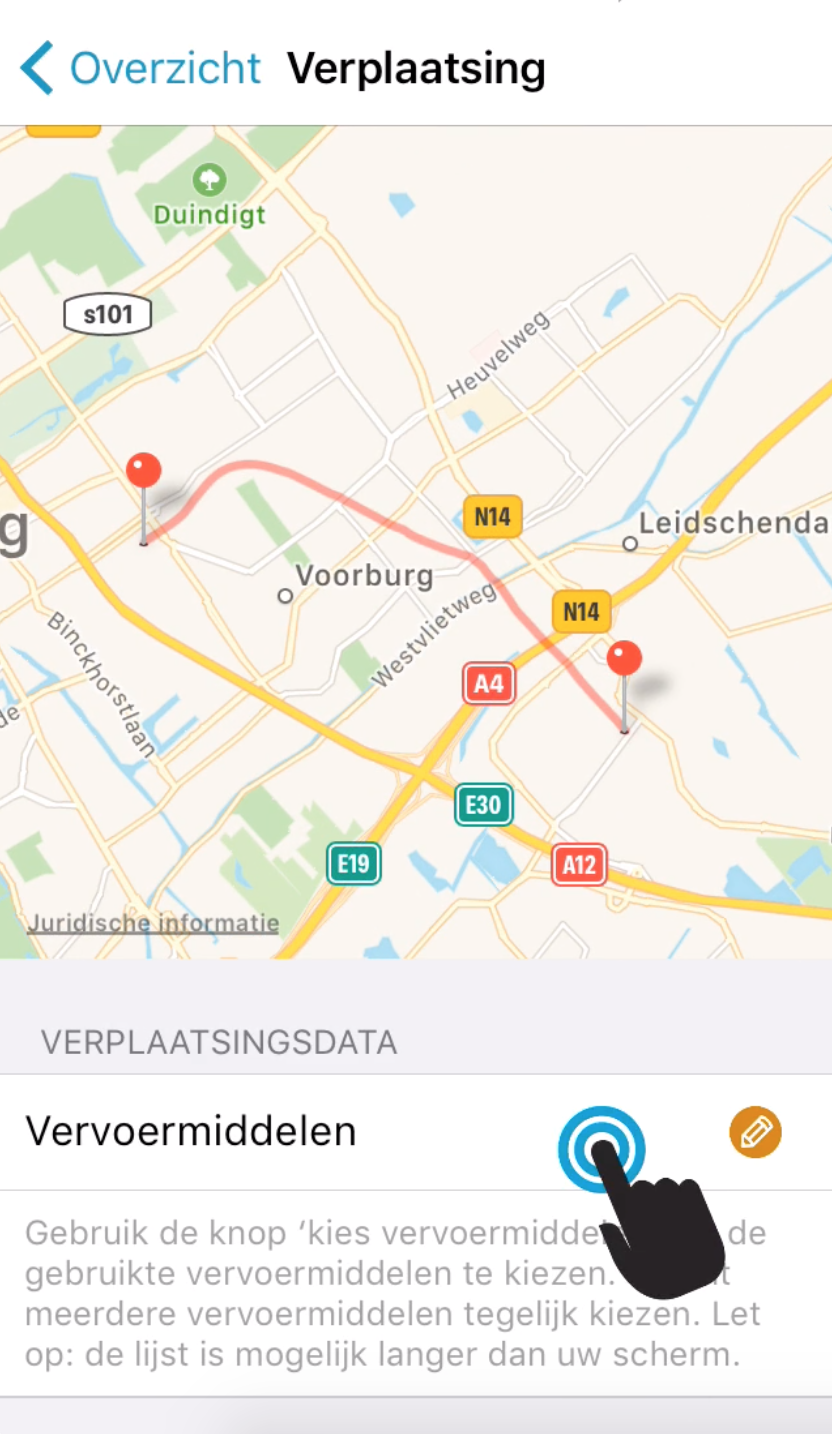 Overzicht Verplaatsing
Duindigt
s101
Heuvelweg
N14
Leidschenda
g
Voorburg
N14
Binckhorstlaan
Westvlietweg
A4
de
E30
E19
A12
Juridische informatie
VERPLAATSINGSDATA
Vervoermiddelen
Gebruik de knop ‘kies vervoermidde de
gebruikte vervoermiddelen te kiezen. t
meerdere vervoermiddelen tegelijk kiezen. Let
op: de lijst is mogelijk langer dan uw scherm.